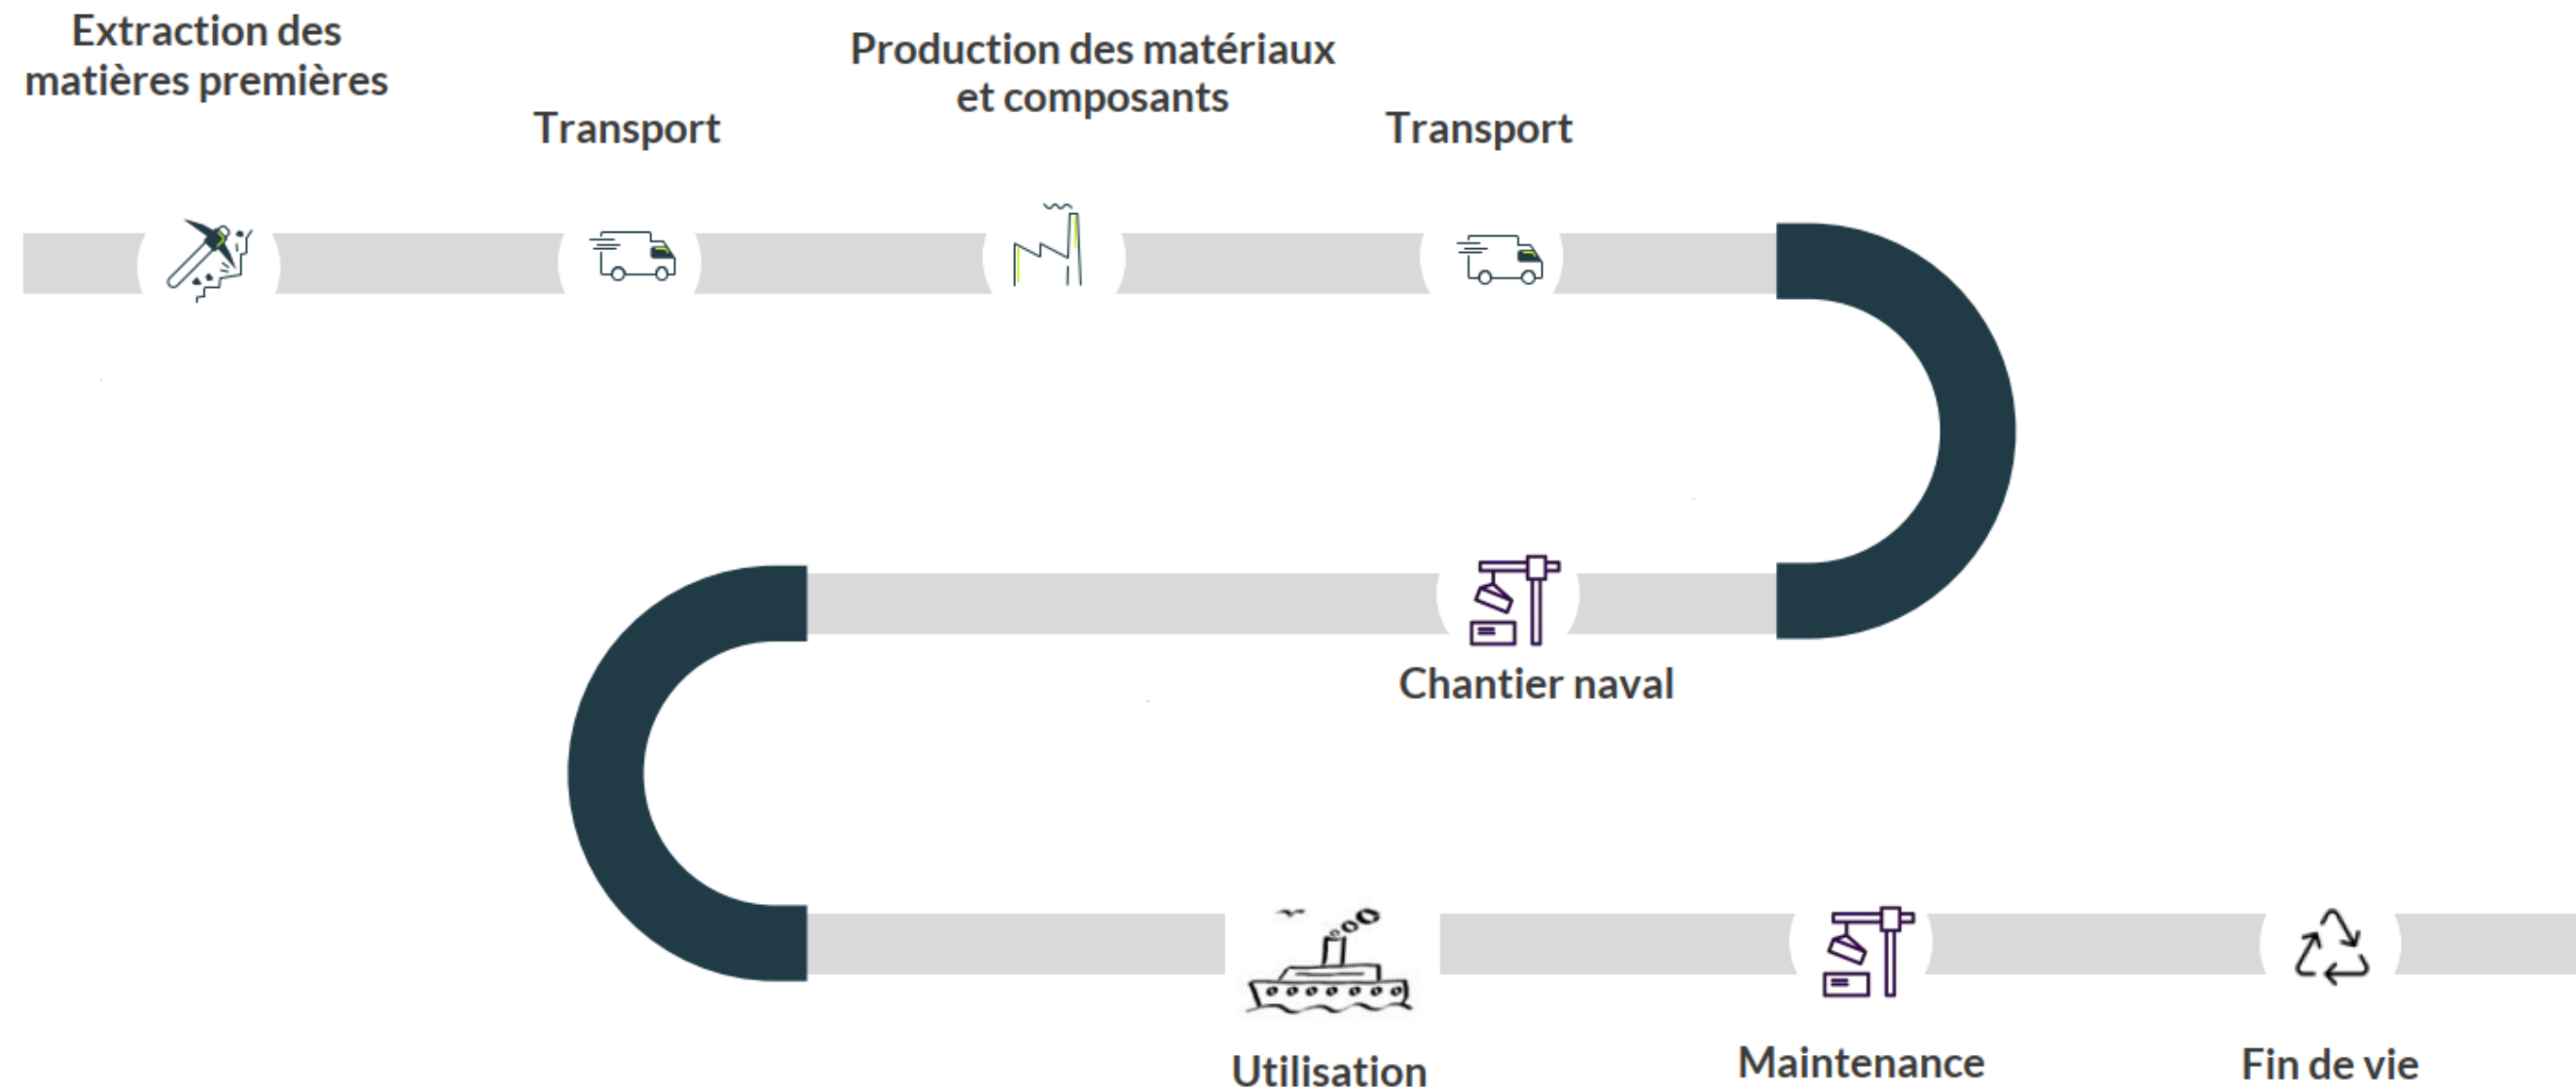 Extraction des
matières premières
Transport
Production des matériaux
et composants
Transport
Chantier naval
Utilisation
Maintenance
Fin de vie